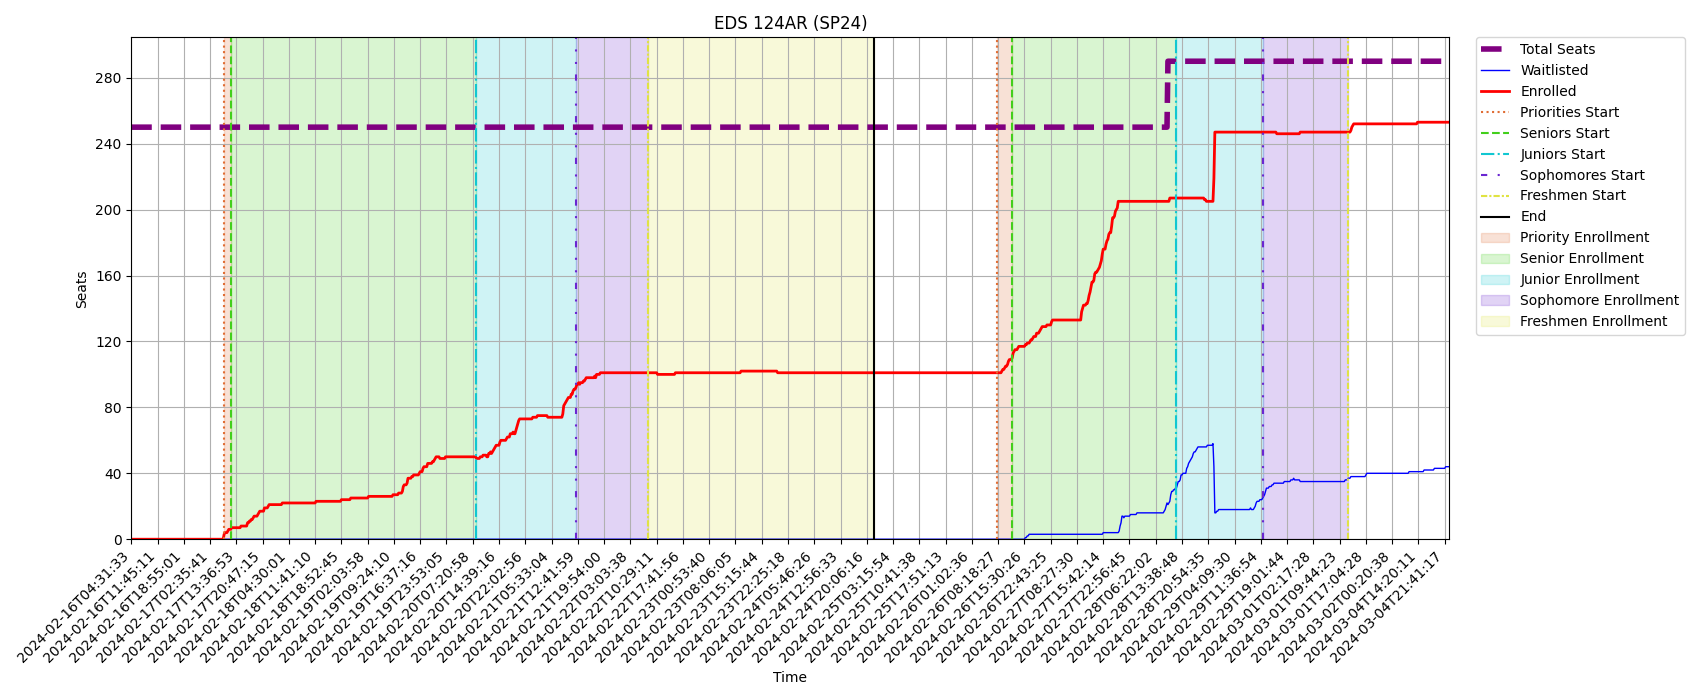 EDS 124AR (SP24)
Seats
280
240
200
160
120
80
40
0
2024-02-16T04:31:33
2024-02-16T11:45:11
2024-02-16T18:55:01
2024-02-17T02:35:41
2024-02-17T13:36:53
2024-02-17T20:47:15
2024-02-18T04:30:01
2024-02-18T11:41:10
2024-02-18T18:52:45
2024-02-19T02:03:58
2024-02-19T09:24:10
2024-02-19T16:37:16
2024-02-19T23:53:05
2024-02-20T07:20:58
2024-02-20T14:39:16
2024-02-20T22:02:56
2024-02-21T05:33:04
2024-02-21T12:41:59
2024-02-21T19:54:00
2024-02-22T03:03:38
2024-02-22T10:29:11
2024-02-22T17:41:56
2024-02-23T00:53:40
2024-02-23T08:06:05
2024-02-23T15:15:44
2024-02-23T22:25:18
2024-02-24T05:46:26
2024-02-24T12:56:33
2024-02-24T20:06:16
2024-02-25T03:15:54
2024-02-25T10:41:38
2024-02-25T17:51:13
2024-02-26T01:02:36
2024-02-26T08:18:27
2024-02-26T15:30:26
2024-02-26T22:43:25
2024-02-27T08:27:30
2024-02-27T15:42:14
2024-02-27T22:56:45
2024-02-28T06:22:02
2024-02-28T13:38:48
2024-02-28T20:54:35
2024-02-29T04:09:30
2024-02-29T11:36:54
2024-02-29T19:01:44
2024-03-01T02:17:28
2024-03-01T09:44:23
2024-03-01T17:04:28
2024-03-02T00:20:38
2024-03-04T14:20:11
2024-03-04T21:41:17
Time
Total Seats
Waitlisted
Enrolled
Priorities Start
Seniors Start
Juniors Start
Sophomores Start
Freshmen Start
End
Priority Enrollment
Senior Enrollment
Junior Enrollment
Sophomore Enrollment
Freshmen Enrollment